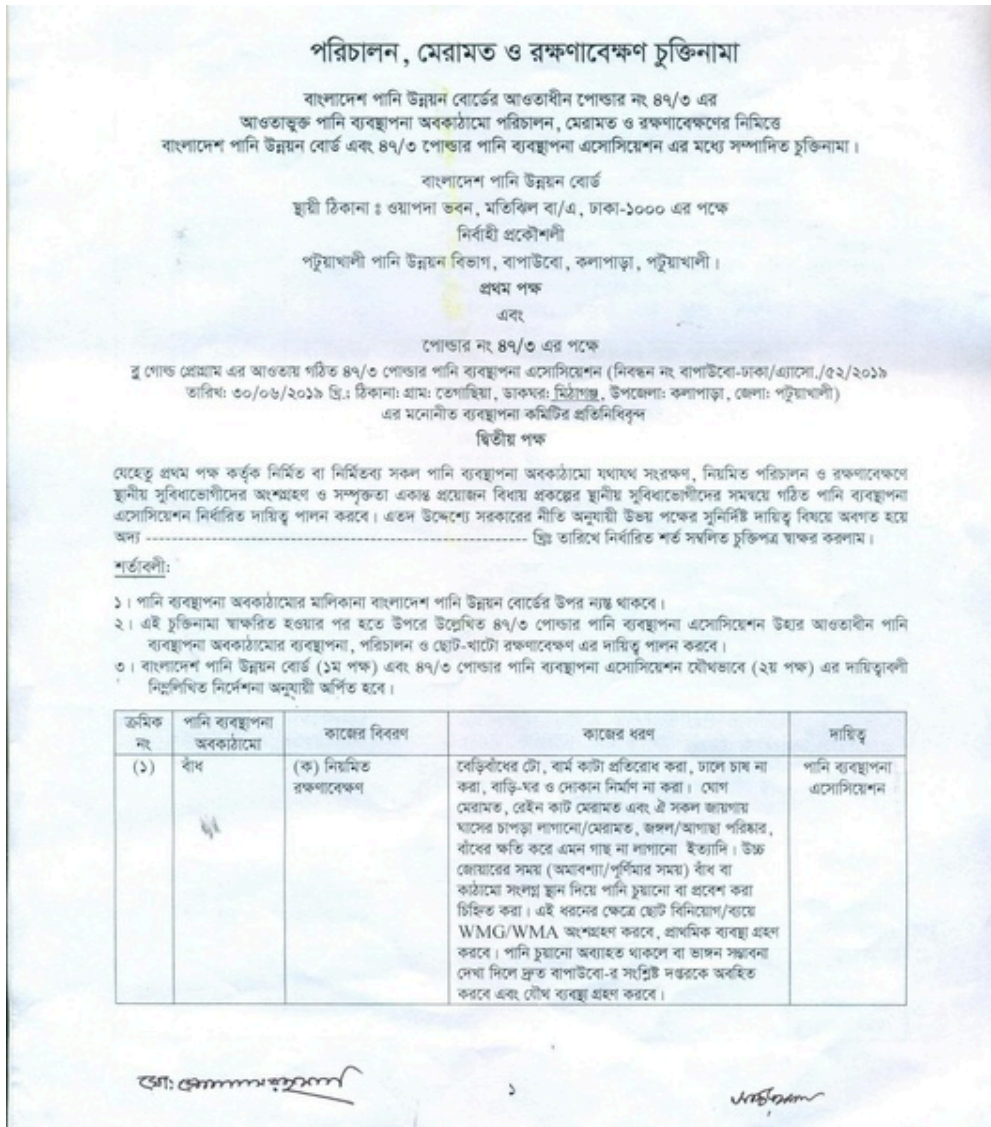 পরিচালন, মেরামত ও রক্ষণাবেক্ষণ চুক্তিনামা
বাংলাদেশ পানি উন্নয়ন বোর্ডের আওতাধীন পোল্ডার নং ৪৭/৩ এর
আওতাভুক্ত পানি ব্যবস্থাপনা অবকাঠামো পরিচালন, মেরামত ও রক্ষণাবেক্ষণের নিমিত্তে
বাংলাদেশ পানি উন্নয়ন বোর্ড এবং ৪৭/৩ পোল্ডার পানি ব্যবস্থাপনা এসোসিয়েশন এর মধ্যে সম্পাদিত চুক্তিনামা।
বাংলাদেশ পানি উন্নয়ন বোর্ড
স্থায়ী ঠিকানা ঃ ওয়াপদা ভবন, মতিঝিল বা/এ, ঢাকা-১০০০ এর পক্ষে
নির্বাহী প্রকৌশলী
পটুয়াখালী পানি উন্নয়ন বিভাগ, বাপাউবো, কলাপাড়া, পটুয়াখালী।
প্রথম পক্ষ
এবং
পোল্ডার নং ৪৭/৩ এর পক্ষে
ব্লু গোল্ড প্রোগ্রাম এর আওতায় গঠিত ৪৭/৩ পোল্ডার পানি ব্যবস্থাপনা এসোসিয়েশন (নিবন্ধন নং বাপাউবো-ঢাকা/এ্যাসো./৫২/২০১৯
তারিখ: ৩০/০৬/২০১৯ খ্রি.: ঠিকানা: গ্রাম: তেগাছিয়া, ডাকঘর: মিঠাগঞ্জ, উপজেলা: কলাপাড়া, জেলা: পটুয়াখালী)
এর মনোনীত ব্যবস্থাপনা কমিটির প্রতিনিধিবৃন্দ
দ্বিতীয় পক্ষ
যেহেতু প্রথম পক্ষ কর্তৃক নির্মিত বা নির্মিতব্য সকল পানি ব্যবস্থাপনা অবকাঠামো যথাযথ সংরক্ষণ, নিয়মিত পরিচালন ও রক্ষণাবেক্ষণে
স্থানীয় সুবিধাভোগীদের অংশগ্রহণ ও সম্পৃক্ততা একান্ত প্রয়োজন বিধায় প্রকল্পের স্থানীয় সুবিধাভোগীদের সমন্বয়ে গঠিত পানি ব্যবস্থাপনা
এসোসিয়েশন নির্ধারিত দায়িত্ব পালন করবে। এতদ উদ্দেশ্যে সরকারের নীতি অনুযায়ী উভয় পক্ষের সুনির্দিষ্ট দায়িত্ব বিষয়ে অবগত হয়ে
অদ্য ------------------------------------------------------ খ্রিঃ তারিখে নির্ধারিত শর্ত সম্বলিত চুক্তিপত্র স্বাক্ষর করলাম।
শর্তাবলী:
১। পানি ব্যবস্থাপনা অবকাঠামোর মালিকানা বাংলাদেশ পানি উন্নয়ন বোর্ডের উপর ন্যস্ত থাকবে।
২। এই চুক্তিনামা স্বাক্ষরিত হওয়ার পর হতে উপরে উল্লেখিত ৪৭/৩ পোল্ডার পানি ব্যবস্থাপনা এসোসিয়েশন উহার আওতাধীন পানি
ব্যবস্থাপনা অবকাঠামোর ব্যবস্থাপনা, পরিচালন ও ছোট-খাটো রক্ষণাবেক্ষণ এর দায়িত্ব পালন করবে।
৩। বাংলাদেশ পানি উন্নয়ন বোর্ড (১ম পক্ষ) এবং ৪৭/৩ পোল্ডার পানি ব্যবস্থাপনা এসোসিয়েশন যৌথভাবে (২য় পক্ষ) এর দায়িত্বাবলী
নিম্নলিখিত নির্দেশনা অনুযায়ী অর্পিত হবে।
ক্রমিক নং পানি ব্যবস্থাপনা অবকাঠামো কাজের বিবরণ কাজের ধরণ দায়িত্ব
(১) বাঁধ (ক) নিয়মিত রক্ষণাবেক্ষণ
বেড়িবাঁধের টো, বার্ম কাটা প্রতিরোধ করা, ঢালে চাষ না
করা, বাড়ি-ঘর ও দোকান নির্মাণ না করা। ঘোগ
মেরামত, রেইন কাট মেরামত এবং ঐ সকল জায়গায়
ঘাসের চাপড়া লাগানো/মেরামত, জঙ্গল/আগাছা পরিষ্কার,
বাঁধের ক্ষতি করে এমন গাছ না লাগানো ইত্যাদি। উচ্চ
জোয়ারের সময় (অমাবশ্যা/পূর্ণিমার সময়) বাঁধ বা
কাঠামো সংলগ্ন স্থান দিয়ে পানি চুয়ানো বা প্রবেশ করা
চিহ্নিত করা। এই ধরনের ক্ষেত্রে ছোট বিনিয়োগ/ব্যয়ে
WMG/WMA অংশগ্রহণ করবে, প্রাথমিক ব্যবস্থা গ্রহণ
করবে। পানি চুয়ানো অব্যাহত থাকলে বা ভাঙ্গন সম্ভাবনা
দেখা দিলে দ্রুত বাপাউবো-র সংশ্লিষ্ট দপ্তরকে অবহিত
করবে এবং যৌথ ব্যবস্থা গ্রহণ করবে।
পানি ব্যবস্থাপনা
এসোসিয়েশন
মো:
১